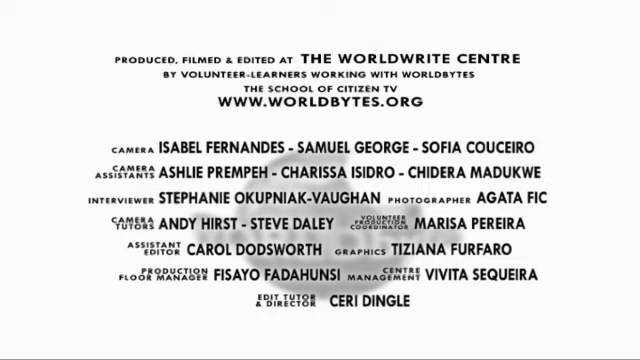 PRODUCED, FILMED & EDITED AT THE WORLDWRITE CENTRE
BY VOLUNTEER-LEARNERS WORKING WITH WORLDBYTES
THE SCHOOL OF CITIZEN TV
WWW.WORLDBYTES.ORG
CAMERA ISABEL FERNANDES - SAMUEL GEORGE - SOFIA COUCEIRO
CAMERA ASSISTANTS ASHLIE PREMPEH - CHARISSA ISIDRO - CHIDERA MADUKWE
INTERVIEWER STEPHANIE OKUPNIAK-VAUGHAN PHOTOGRAPHER AGATA FIC
CAMERA TUTORS ANDY HIRST - STEVE DALEY VOLUNTEER PRODUCTION COORDINATOR MARISA PEREIRA
ASSISTANT EDITOR CAROL DODSWORTH GRAPHICS TIZIANA FURFARO
PRODUCTION FLOOR MANAGER FISAYO FADAHUNSI CENTRE MANAGEMENT VIVITA SEQUEIRA
EDIT TUTOR & DIRECTOR CERI DINGLE